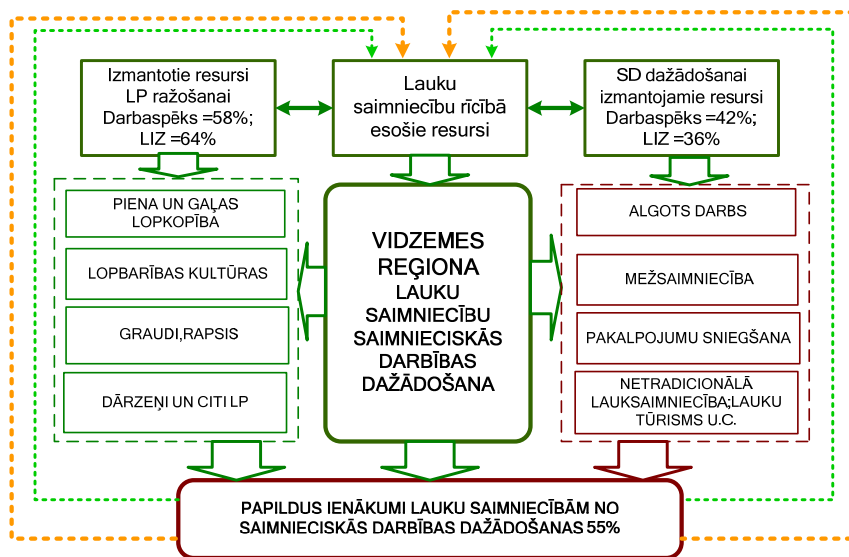 Izmantotie resursi
LP ražošanai
Darbaspēks =58%;
LIZ =64%
Lauku
saimniecību rīcībā
esošie resursi
SD dažādošanai
izmantojamie resursi
Darbaspēks =42%;
LIZ =36%
PIENA UN GAĻAS
LOPKOPĪBA
LOPBARĪBAS KULTŪRAS
GRAUDI,RAPSIS
DĀRZEŅI UN CITI LP
VIDZEMES
REĢIONA
LAUKU
SAIMNIECĪBU
SAIMNIECISKĀS
DARBĪBAS
DAŽĀDOŠANA
ALGOTS DARBS
MEŽSAIMNIECĪBA
PAKALPOJUMU SNIEGŠANA
NETRADICIONĀLĀ
LAUKSAIMNIECĪBA;LAUKU
TŪRISMS U.C.
PAPILDUS IENĀKUMI LAUKU SAIMNIECĪBĀM NO
SAIMNIECISKĀS DARBĪBAS DAŽĀDOŠANAS 55%